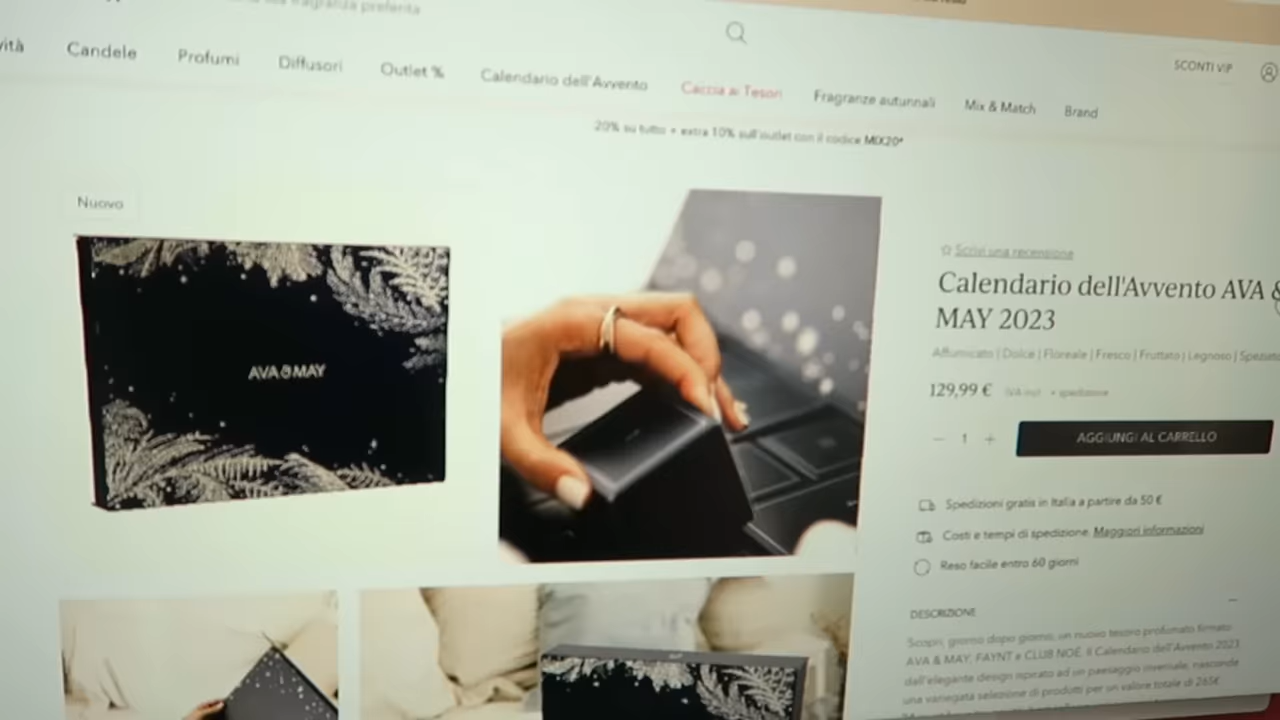 fragranza preferita
SCONTI VIP
Candele Profumi Diffusori Outlet % Calendario dell'Avvento Caccia ai Tesori Fragranze autunnali Mix & Match Brand
20% su tutto + extra 10% sull'outlet con il codice MIX20*
Nuovo
AVA&MAY
Scrivi una recensione
Calendario dell'Avvento AVA &
MAY 2023
Affumicato | Dolce | Floreale | Fresco | Fruttato | Legnoso | Speziato
129,99 € IVA incl. + spedizione
1 + AGGIUNGI AL CARRELLO
Spedizioni gratis in Italia a partire da 50 €
Costi e tempi di spedizione. Maggiori informazioni
Reso facile entro 60 giorni
DESCRIZIONE
Scopri, giorno dopo giorno, un nuovo tesoro profumato firmato
AVA & MAY, FAYNT e CLUB NOÉ. Il Calendario dell'Avvento 2023
dall'elegante design ispirato ad un paesaggio invernale, nasconde
una variegata selezione di prodotti per un valore totale di 265€